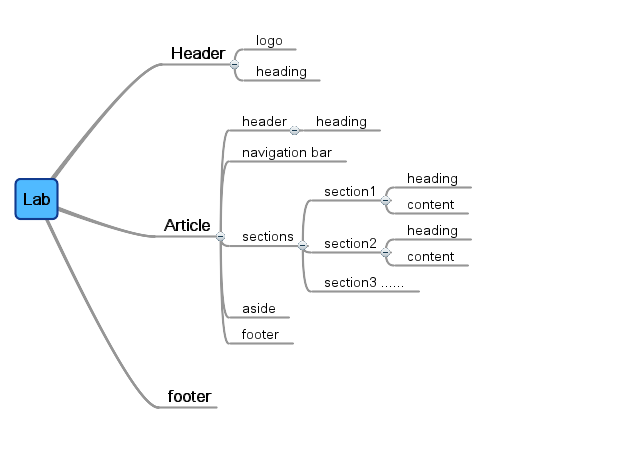 Lab
Header
logo
heading
Article
header
heading
navigation bar
sections
section1
heading
content
section2
heading
content
section3 ......
aside
footer
footer